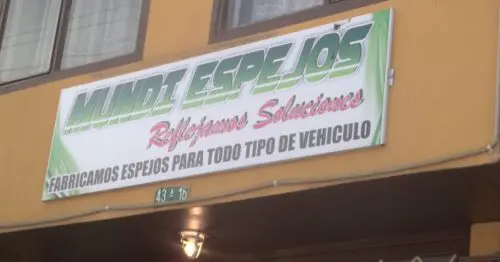 MUNDI ESPEJOS
Reflejamos Soluciones
FABRICAMOS ESPEJOS PARA TODO TIPO DE VEHICULO
43 A 16